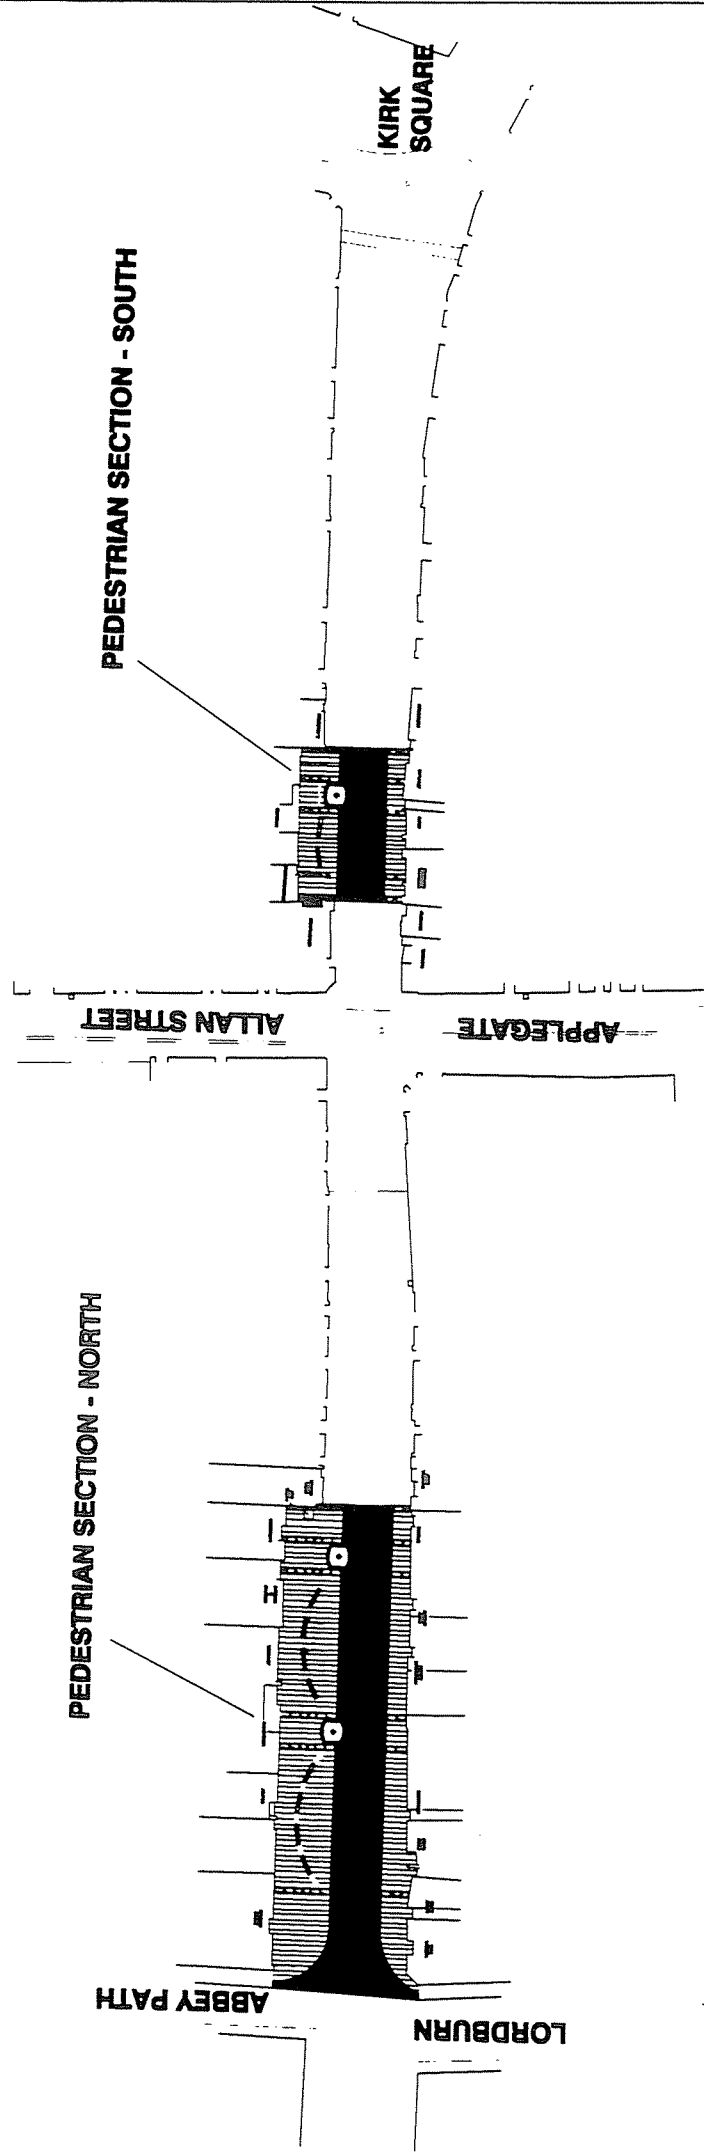 KIRK
SQUARE
PEDESTRIAN SECTION - SOUTH
ALLAN STREET
APPLEGATE
PEDESTRIAN SECTION - NORTH
H
ABBEY PATH
LORDBURN